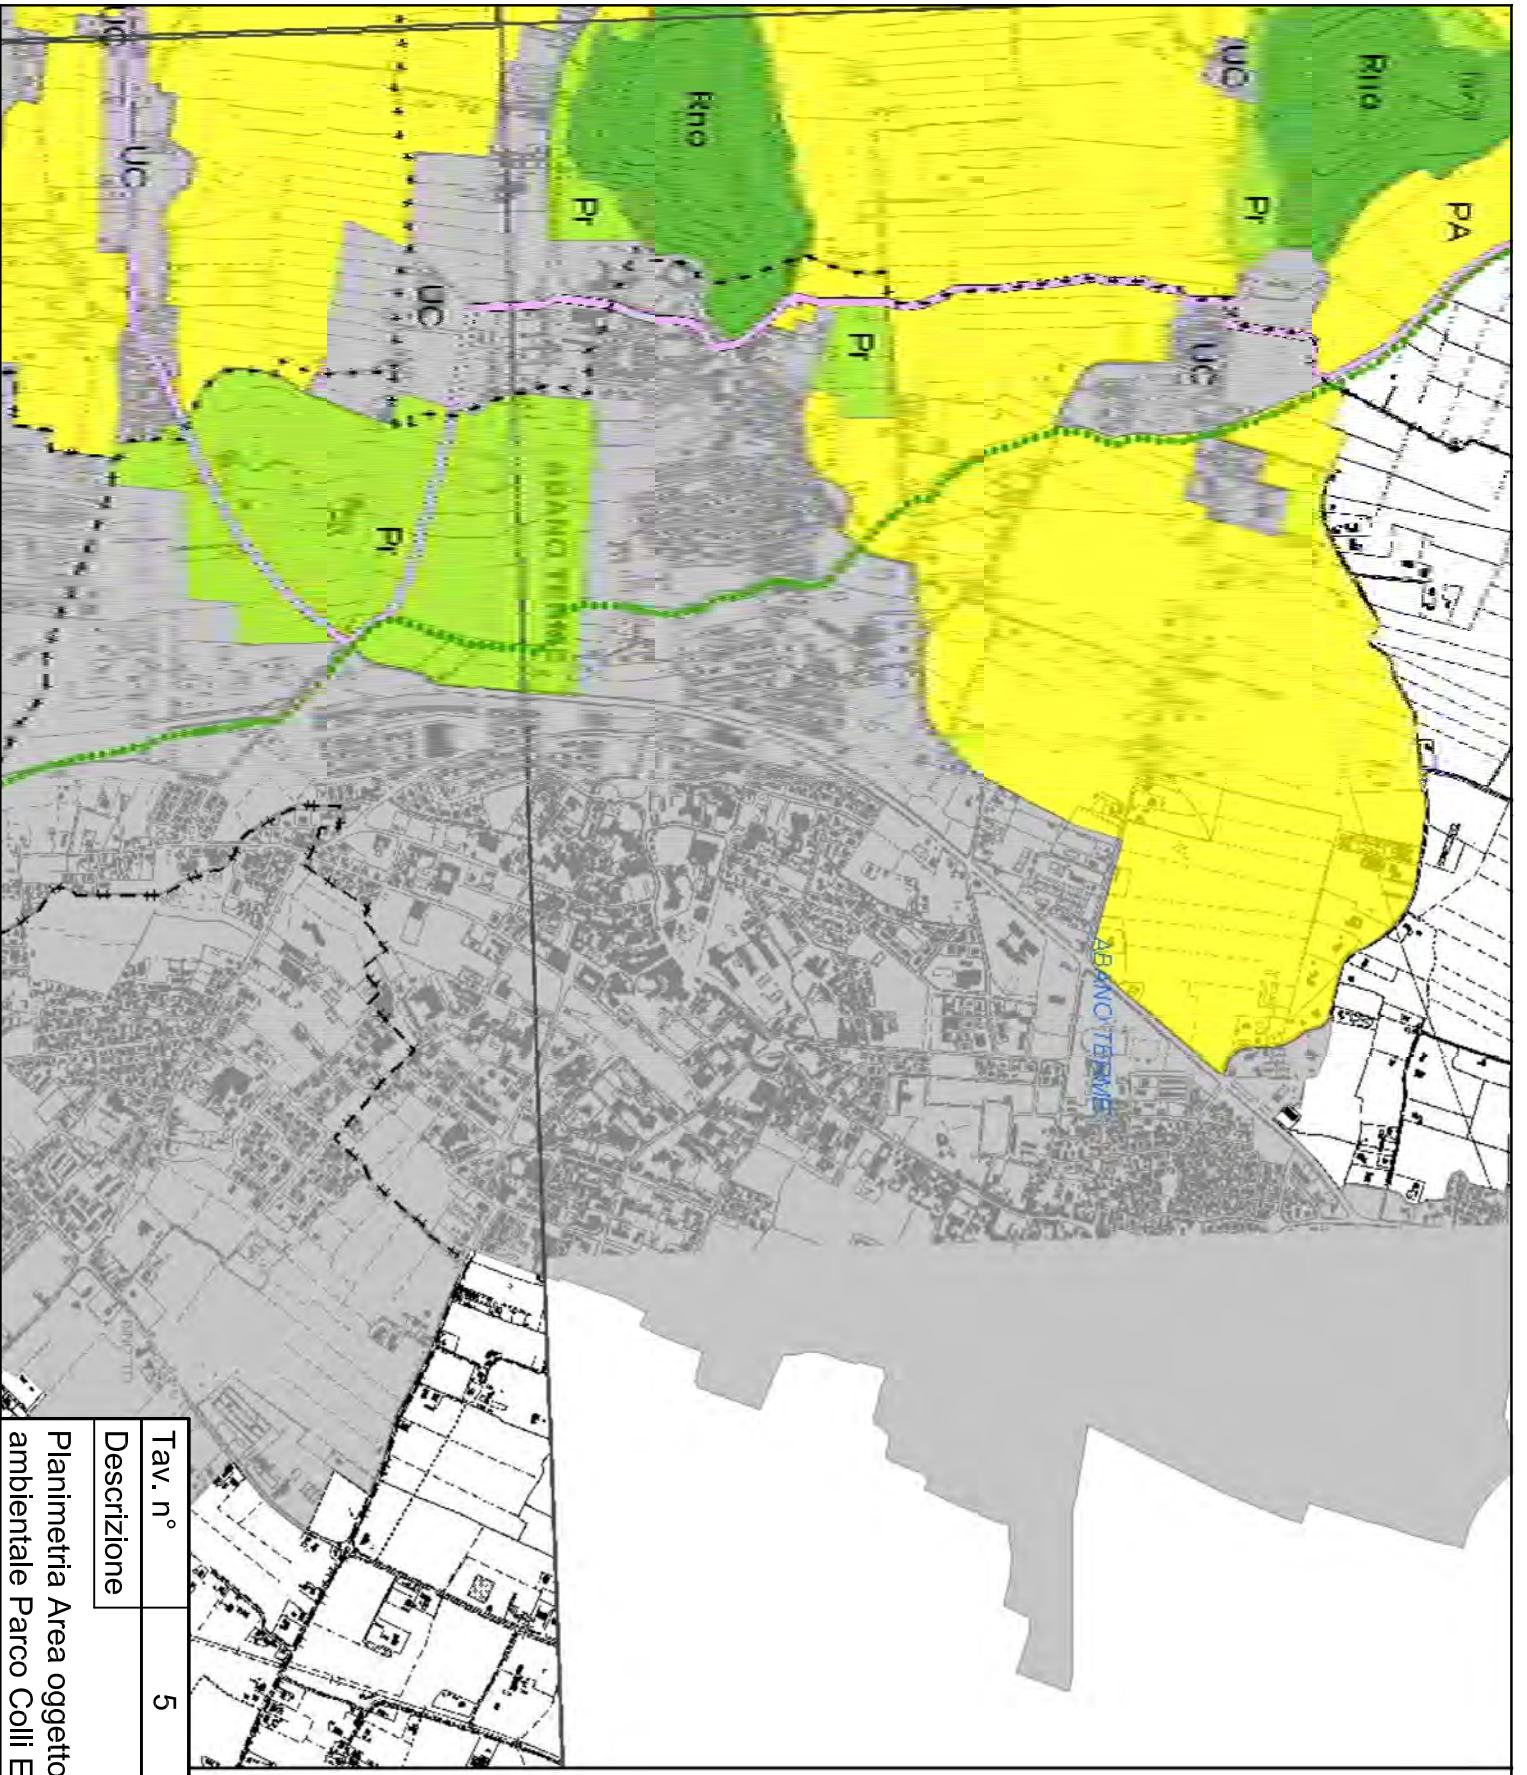 Rio
PA
UC
Pr
UC
Rno
Pr
ABANO TERME
Pr
UC
ABANO TERME
Pr
UC
UC
Tav. n° 5
Descrizione
Planimetria Area oggetto
ambientale Parco Colli E